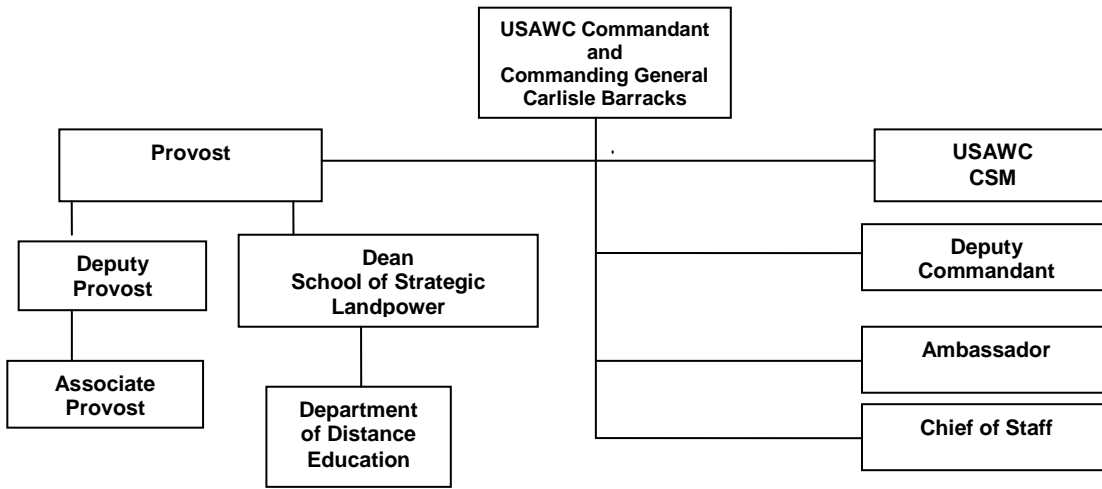 USAWC Commandant
and
Commanding General
Carlisle Barracks
Provost
USAWC
CSM
Deputy
Provost
Dean
School of Strategic
Landpower
Deputy
Commandant
Associate
Provost
Department
of Distance
Education
Ambassador
Chief of Staff